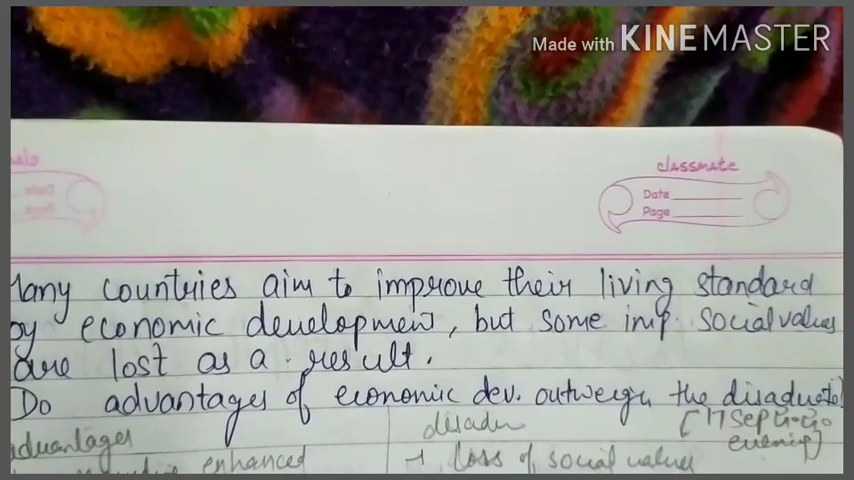 Made with KINEMASTER
classmate
Date
Page
Many countries aim to improve their living standard
by economic development, but some imp. social values
are lost as a result.
Do advantages of economic dev. outweigh the disadvantages
disadv
[17 Sep
evening]
advantages
enhanced
→ loss of social values